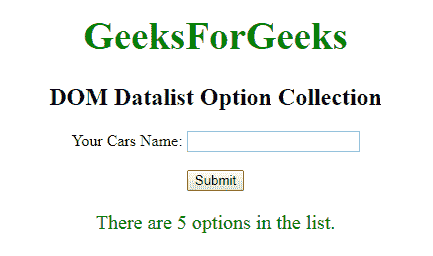 GeeksForGeeks
DOM Datalist Option Collection
Your Cars Name:
Submit
There are 5 options in the list.